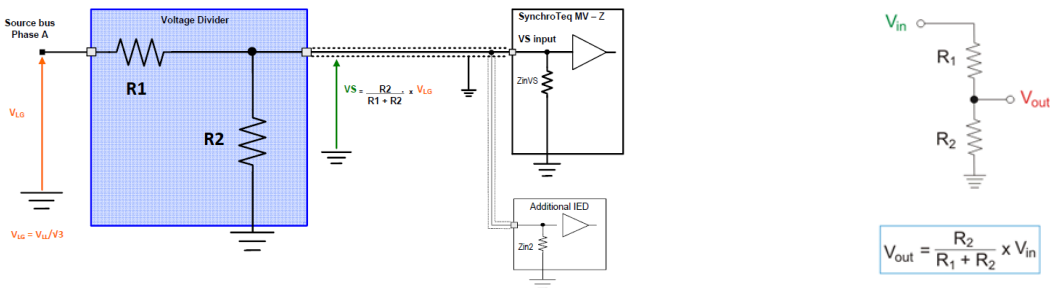 Source bus
Phase A
Voltage Divider
SynchroTeq MV – Z
VS input
R1
R2
ZinVS
VS = R2 / R1 + R2 x VLG
VLG
VLG = VLL/√3
Additional IED
Zin2
Vin
R1
Vout
R2
Vout = R2 / R1 + R2 x Vin